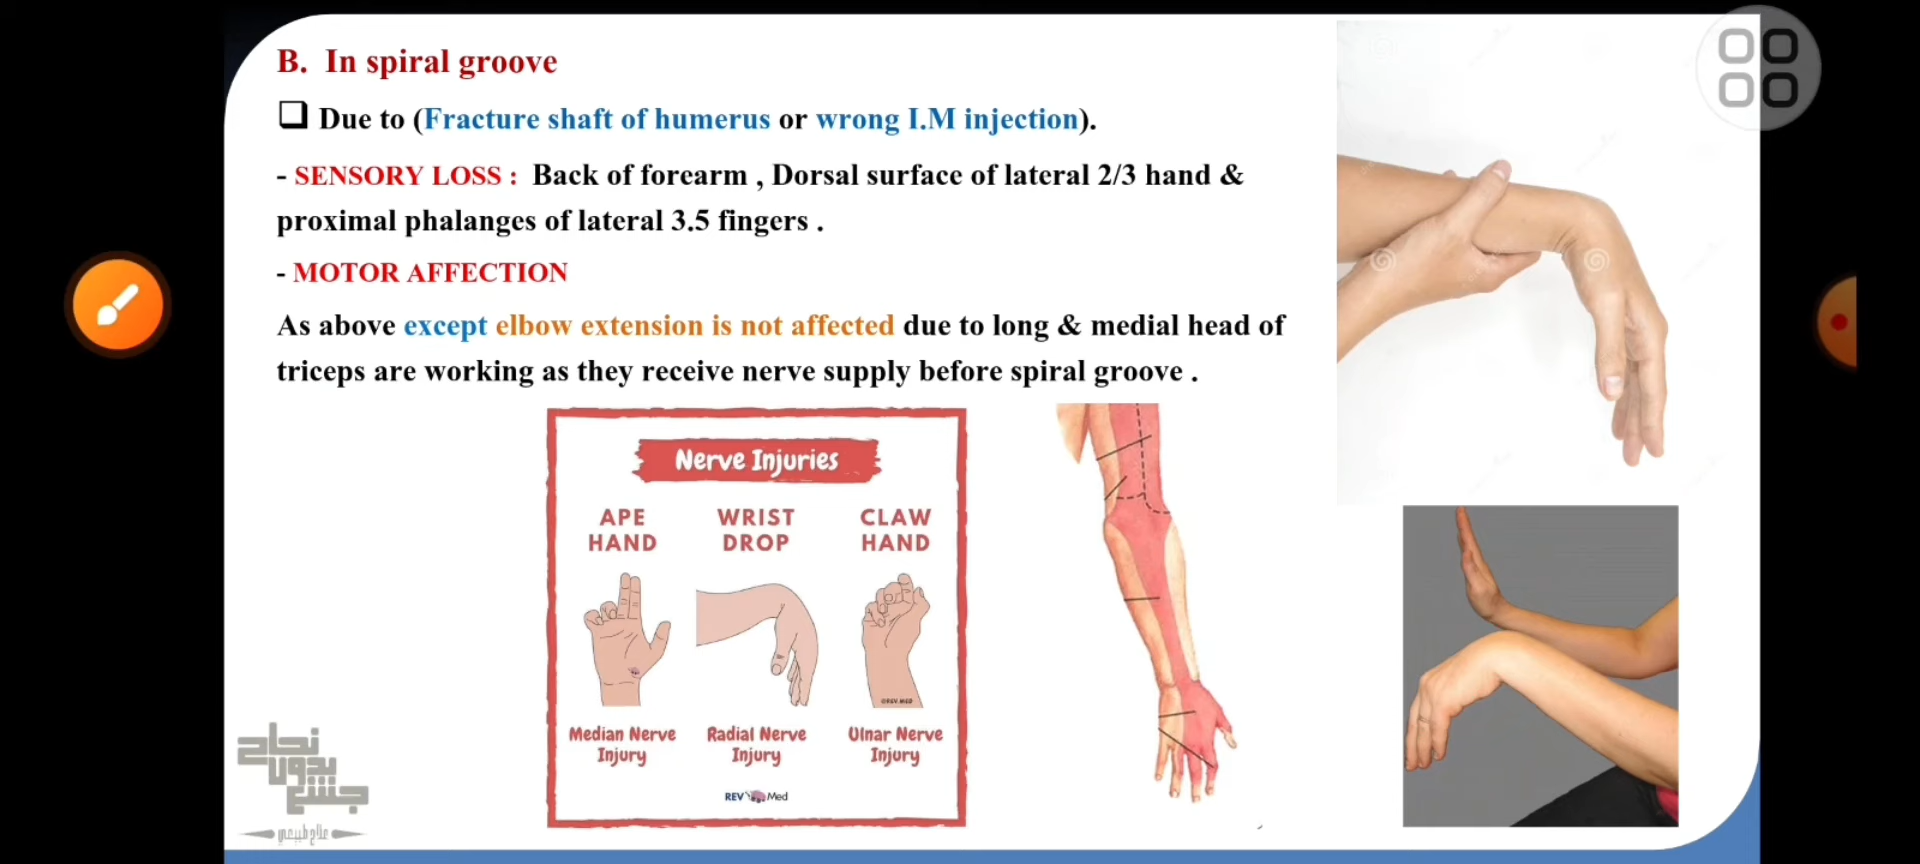 B. In spiral groove
❑ Due to (Fracture shaft of humerus or wrong I.M injection).
- SENSORY LOSS : Back of forearm , Dorsal surface of lateral 2/3 hand &
proximal phalanges of lateral 3.5 fingers .
- MOTOR AFFECTION
As above except elbow extension is not affected due to long & medial head of
triceps are working as they receive nerve supply before spiral groove .
Nerve Injuries
APE
HAND
WRIST
DROP
CLAW
HAND
©REV.MED
Median Nerve
Injury
Radial Nerve
Injury
Ulnar Nerve
Injury
REV Med
نجاح
بدون
جشع
علاج طبيعي